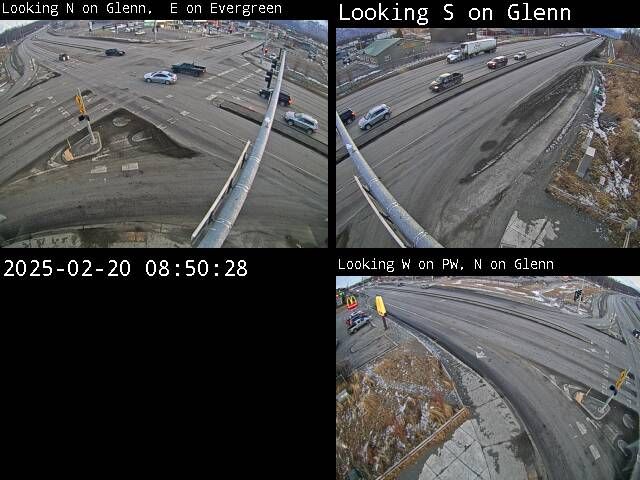 Looking N on Glenn,  E on Evergreen
Looking S on Glenn
2025-02-20 08:50:28
Looking W on PW, N on Glenn